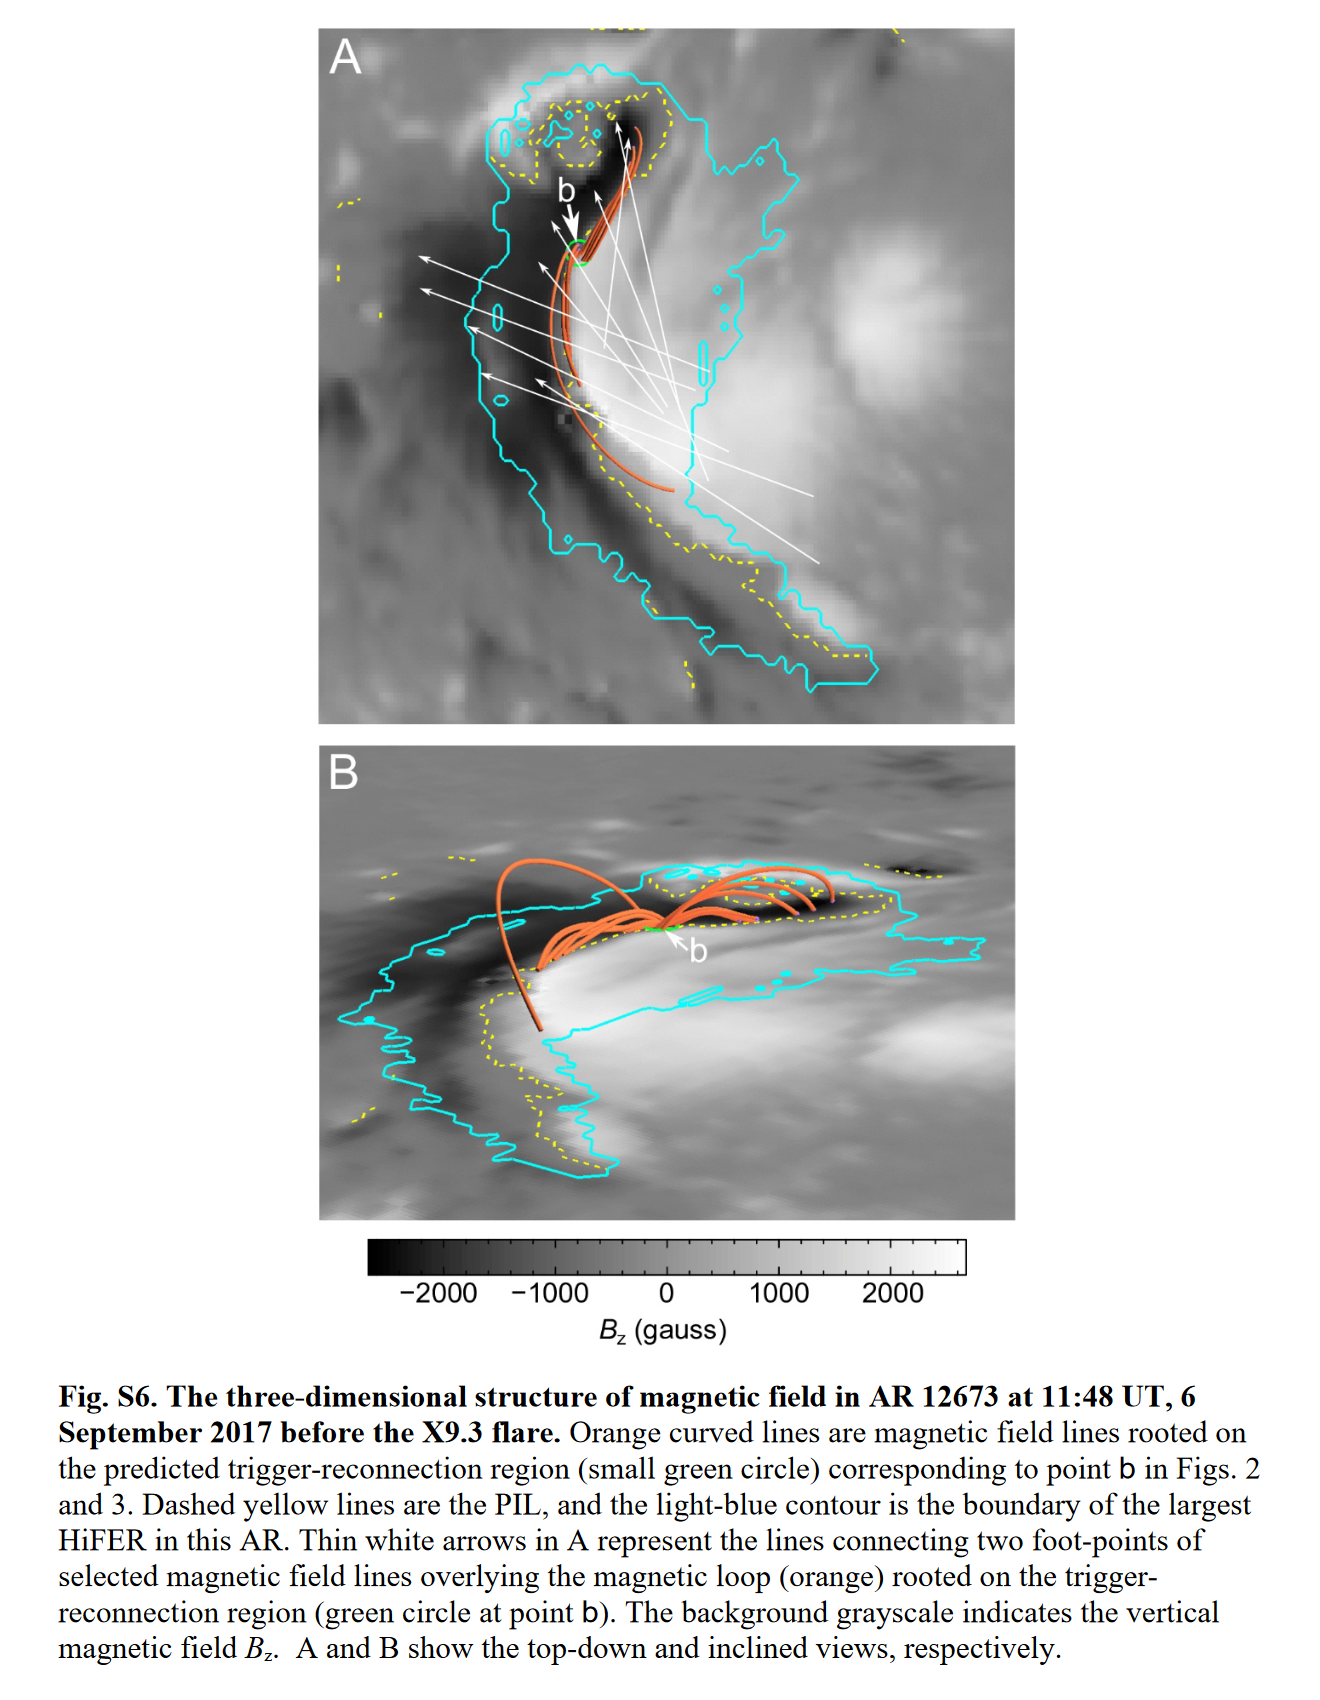 A
b
B
b
−2000 −1000 0 1000 2000
Bz (gauss)
Fig. S6. The three-dimensional structure of magnetic field in AR 12673 at 11:48 UT, 6
September 2017 before the X9.3 flare. Orange curved lines are magnetic field lines rooted on
the predicted trigger-reconnection region (small green circle) corresponding to point b in Figs. 2
and 3. Dashed yellow lines are the PIL, and the light-blue contour is the boundary of the largest
HiFER in this AR. Thin white arrows in A represent the lines connecting two foot-points of
selected magnetic field lines overlying the magnetic loop (orange) rooted on the trigger-
reconnection region (green circle at point b). The background grayscale indicates the vertical
magnetic field Bz. A and B show the top-down and inclined views, respectively.